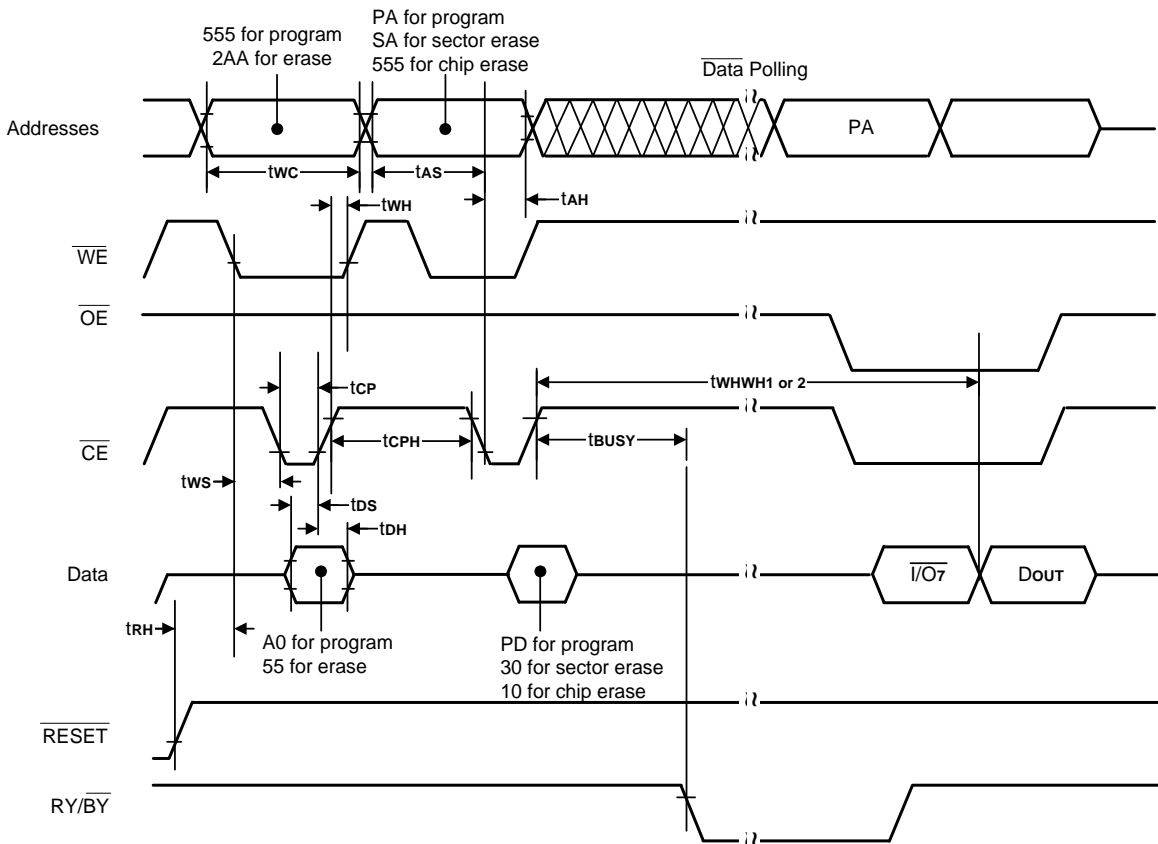 555 for program
2AA for erase
PA for program
SA for sector erase
555 for chip erase
Data Polling
Addresses
PA
tWC
tAS
tAH
tWH
WE
OE
tWHWH1 or 2
tCP
tCPH
tBUSY
CE
tWS
tDS
tDH
Data
I/O7
DOUT
tRH
A0 for program
55 for erase
PD for program
30 for sector erase
10 for chip erase
RESET
RY/BY